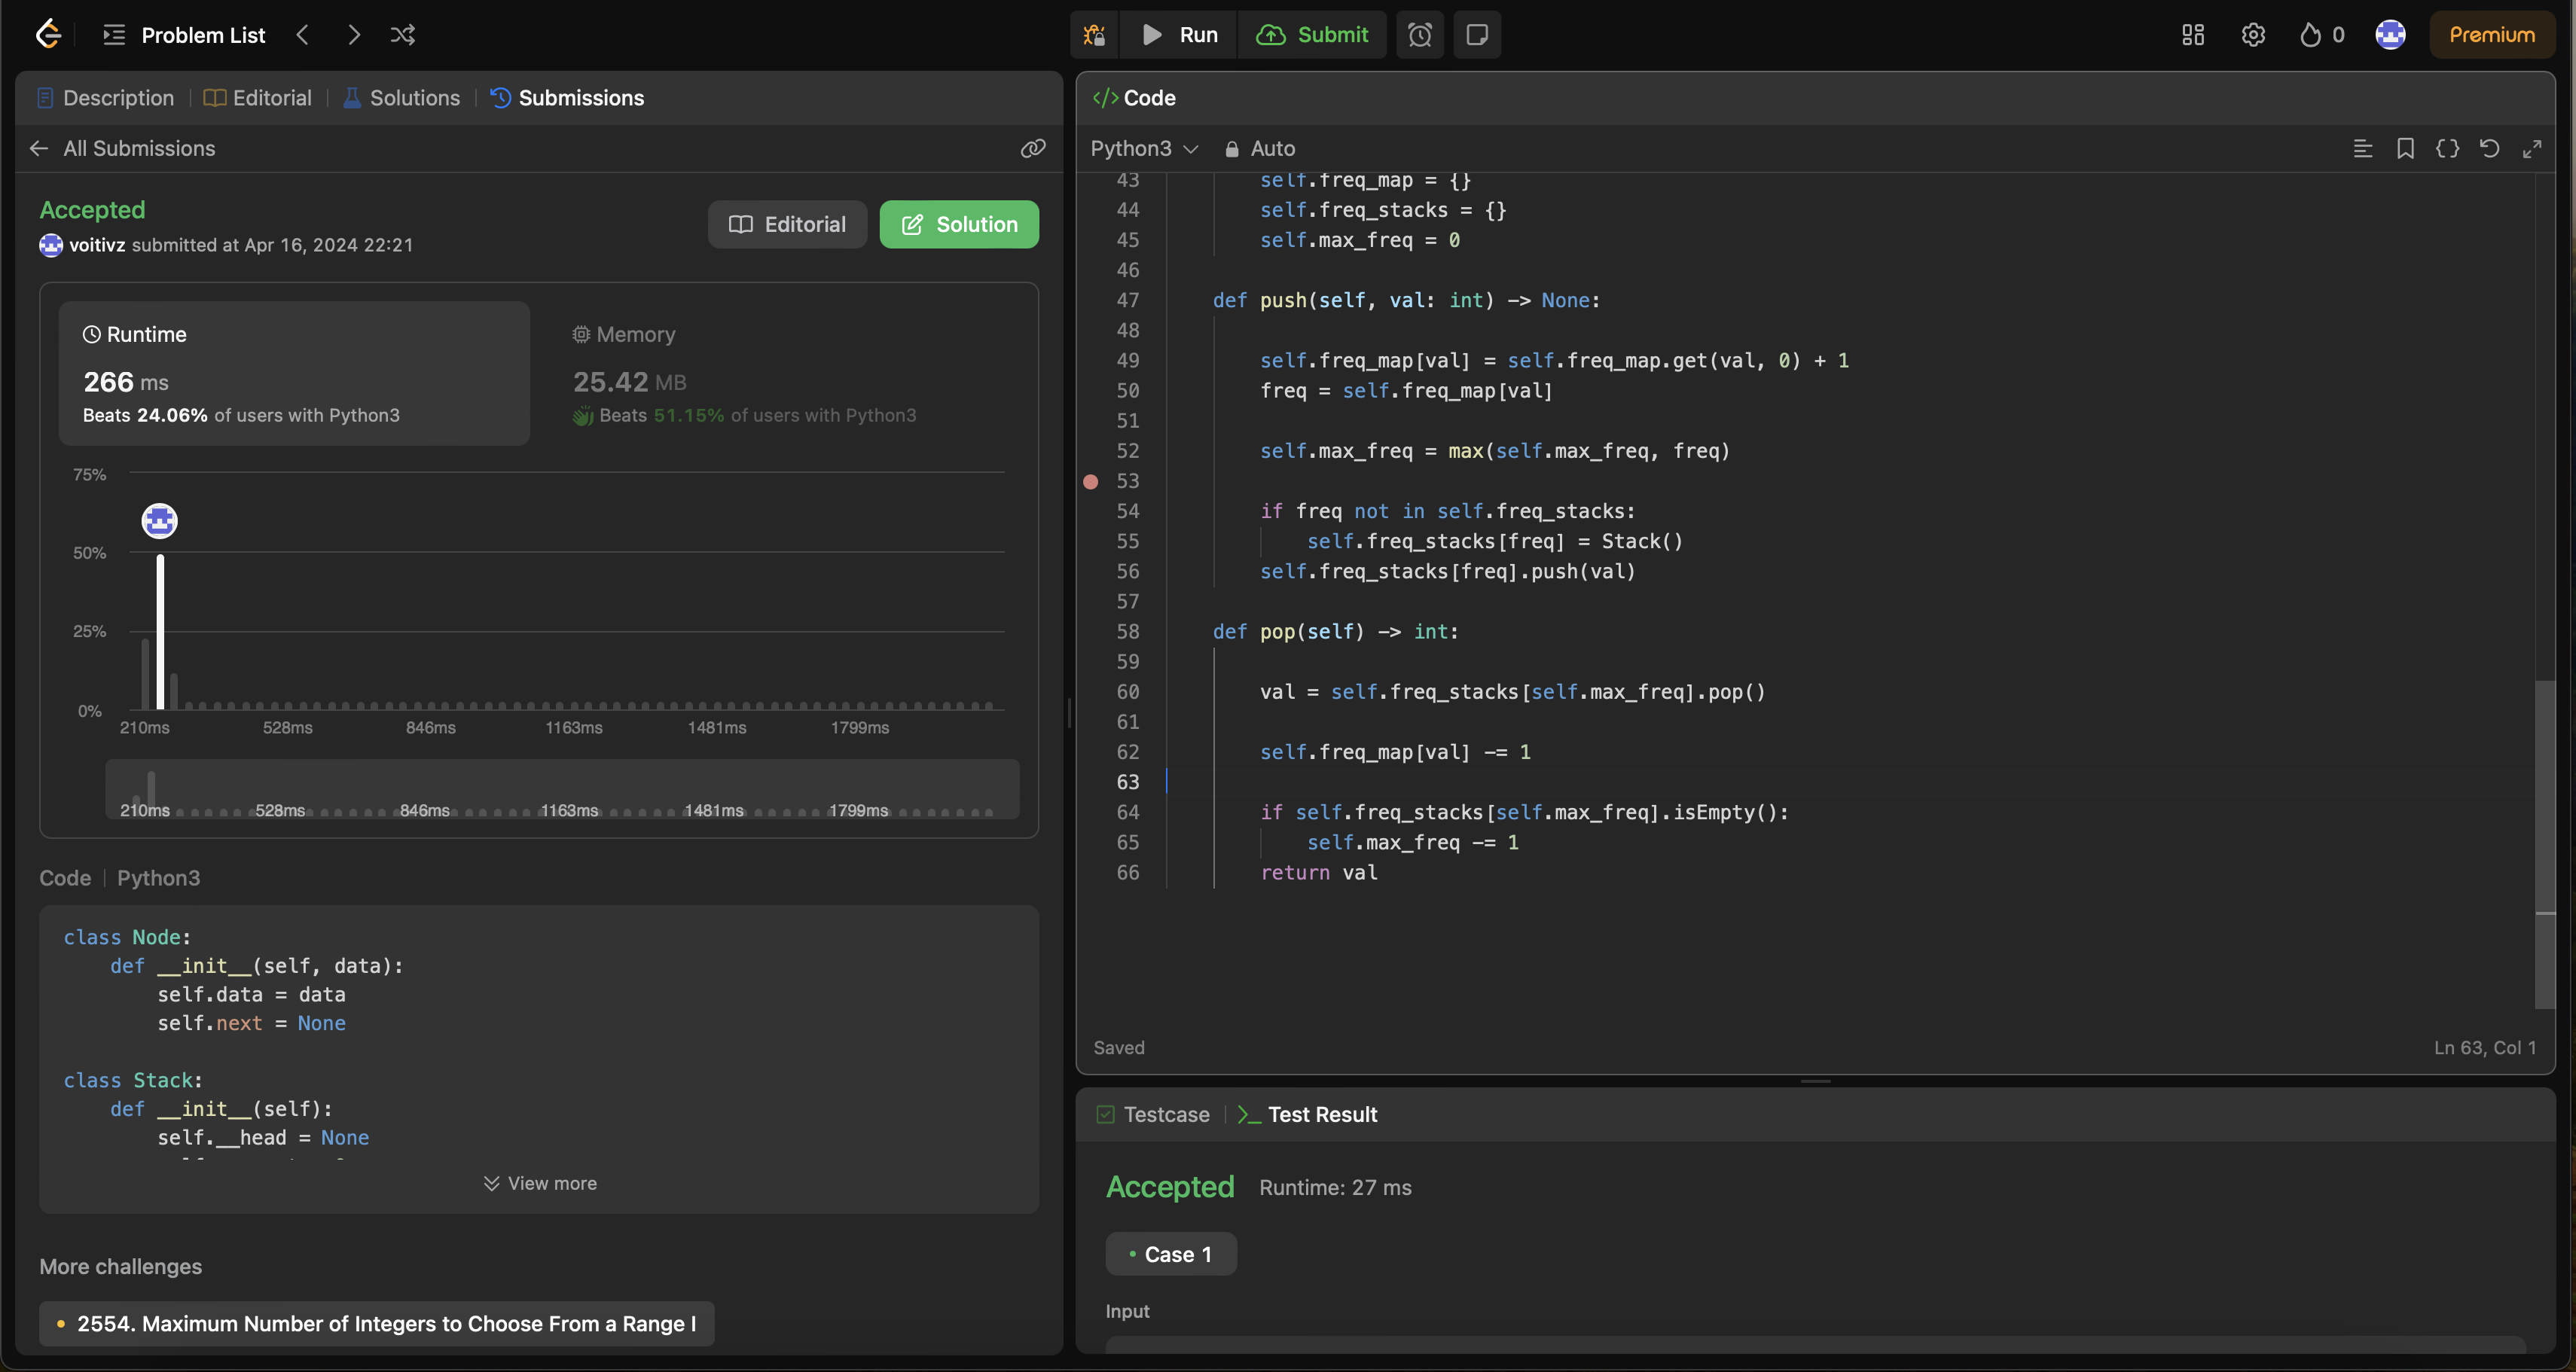 Problem List
Run
Submit
0
Premium
Description
Editorial
Solutions
Submissions
All Submissions
Accepted
voitivz submitted at Apr 16, 2024 22:21
Editorial
Solution
Runtime
266 ms
Beats 24.06% of users with Python3
Memory
25.42 MB
Beats 51.15% of users with Python3
75%
50%
25%
0%
210ms 528ms 846ms 1163ms 1481ms 1799ms
210ms 528ms 846ms 1163ms 1481ms 1799ms
Code | Python3
class Node:
    def __init__(self, data):
        self.data = data
        self.next = None
class Stack:
    def __init__(self):
        self.__head = None
View more
More challenges
2554. Maximum Number of Integers to Choose From a Range I
</> Code
Python3
Auto
43         self.freq_map = {}
44         self.freq_stacks = {}
45         self.max_freq = 0
46
47     def push(self, val: int) -> None:
48
49         self.freq_map[val] = self.freq_map.get(val, 0) + 1
50         freq = self.freq_map[val]
51
52         self.max_freq = max(self.max_freq, freq)
53
54         if freq not in self.freq_stacks:
55             self.freq_stacks[freq] = Stack()
56         self.freq_stacks[freq].push(val)
57
58     def pop(self) -> int:
59
60         val = self.freq_stacks[self.max_freq].pop()
61
62         self.freq_map[val] -= 1
63
64         if self.freq_stacks[self.max_freq].isEmpty():
65             self.max_freq -= 1
66         return val
Saved
Ln 63, Col 1
Testcase
Test Result
Accepted
Runtime: 27 ms
Case 1
Input